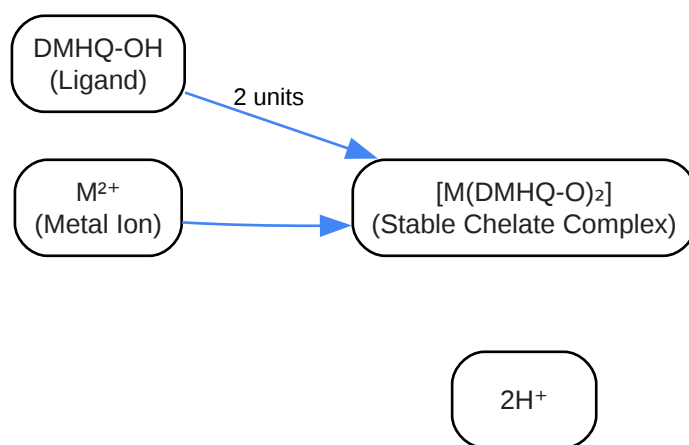 DMHQ-OH
(Ligand)
2 units
M²⁺
(Metal Ion)
[M(DMHQ-O)₂]
(Stable Chelate Complex)
2H⁺